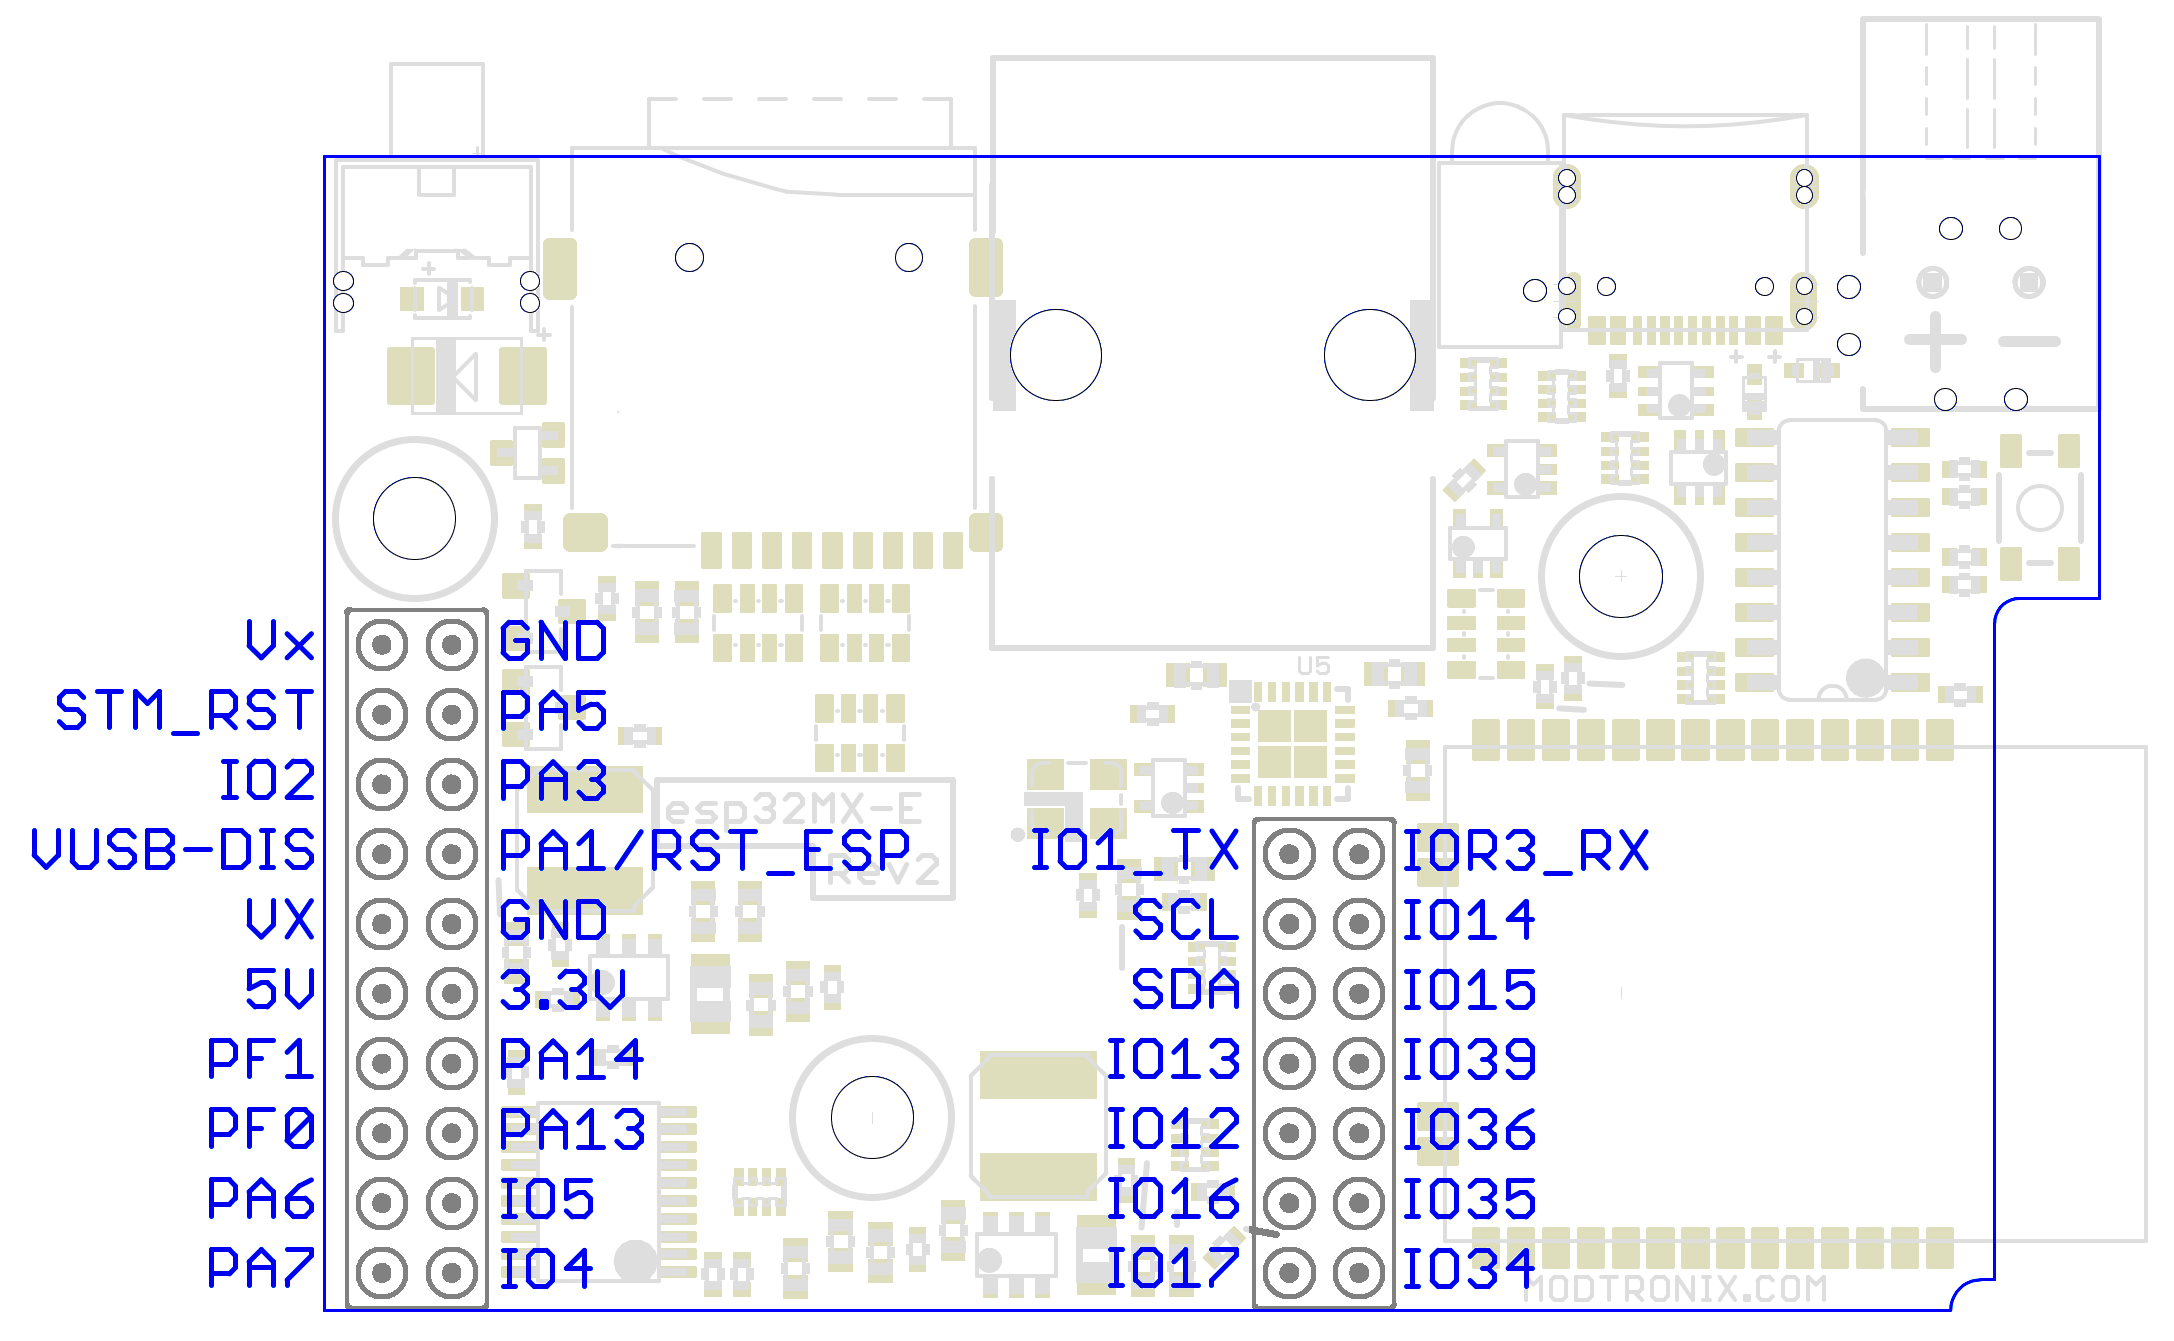 Vx GND
U5
STM_RST PA5
IO2 PA3
esp32MX-E
VUSB-DIS PA1/RST_ESP IO1_TX IOR3_RX
Rev2
VX GND SCL IO14
5V 3.3V SDA IO15
PF1 PA14 IO13 IO39
PF0 PA13 IO12 IO36
PA6 IO5 IO16 IO35
PA7 IO4 IO17 IO34
MODTRONIX.COM